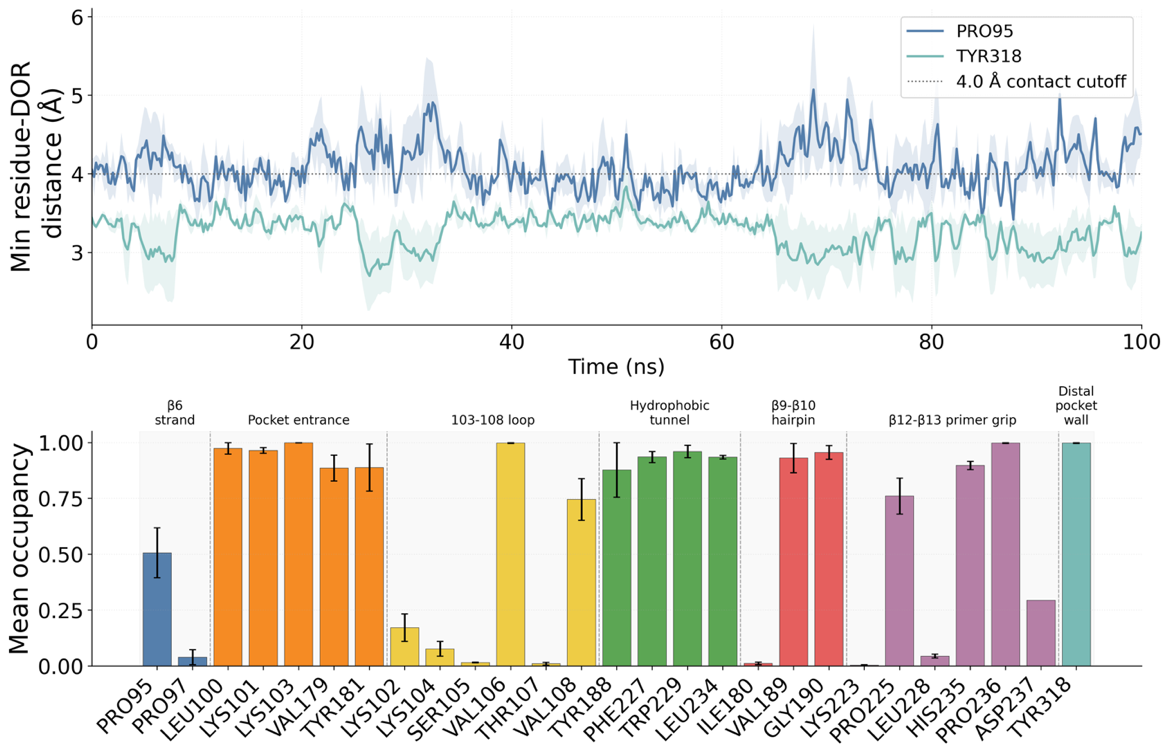 6
5
4
3
Min residue-DOR
distance (Å)
PRO95
TYR318
4.0 Å contact cutoff
0
20
40
60
80
100
Time (ns)
β6
strand
Pocket entrance
103-108 loop
Hydrophobic
tunnel
β9-β10
hairpin
β12-β13 primer grip
Distal
pocket
wall
1.00
0.75
0.50
0.25
0.00
Mean occupancy
PRO95
PRO97
LEU100
LYS101
LYS103
VAL179
TYR181
LYS102
LYS104
SER105
VAL106
THR107
VAL108
TYR188
PHE227
TRP229
LEU234
ILE180
VAL189
GLY190
LYS223
PRO225
LEU228
HIS235
PRO236
ASP237
TYR318